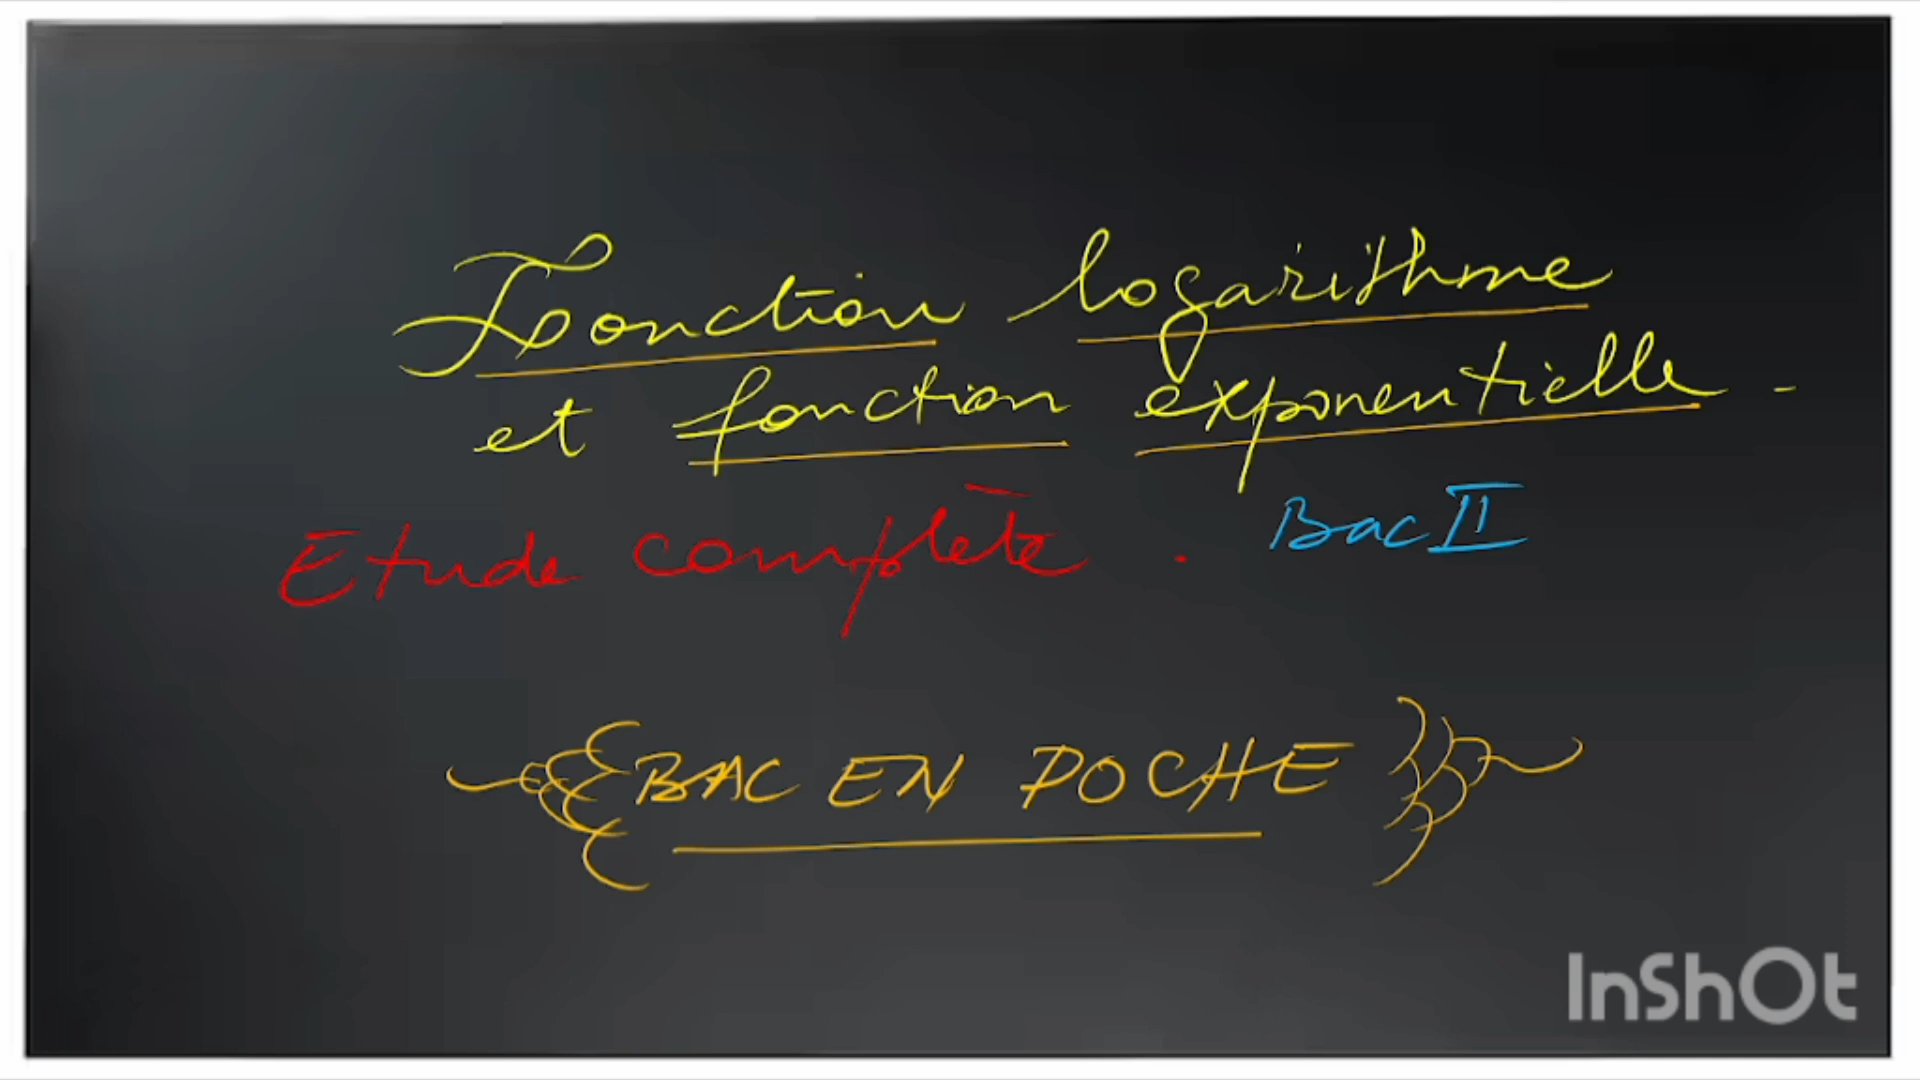 Fonction logarithme
et fonction exponentielle.
Etude complète. Bac II
BAC EN POCHE
InShOt